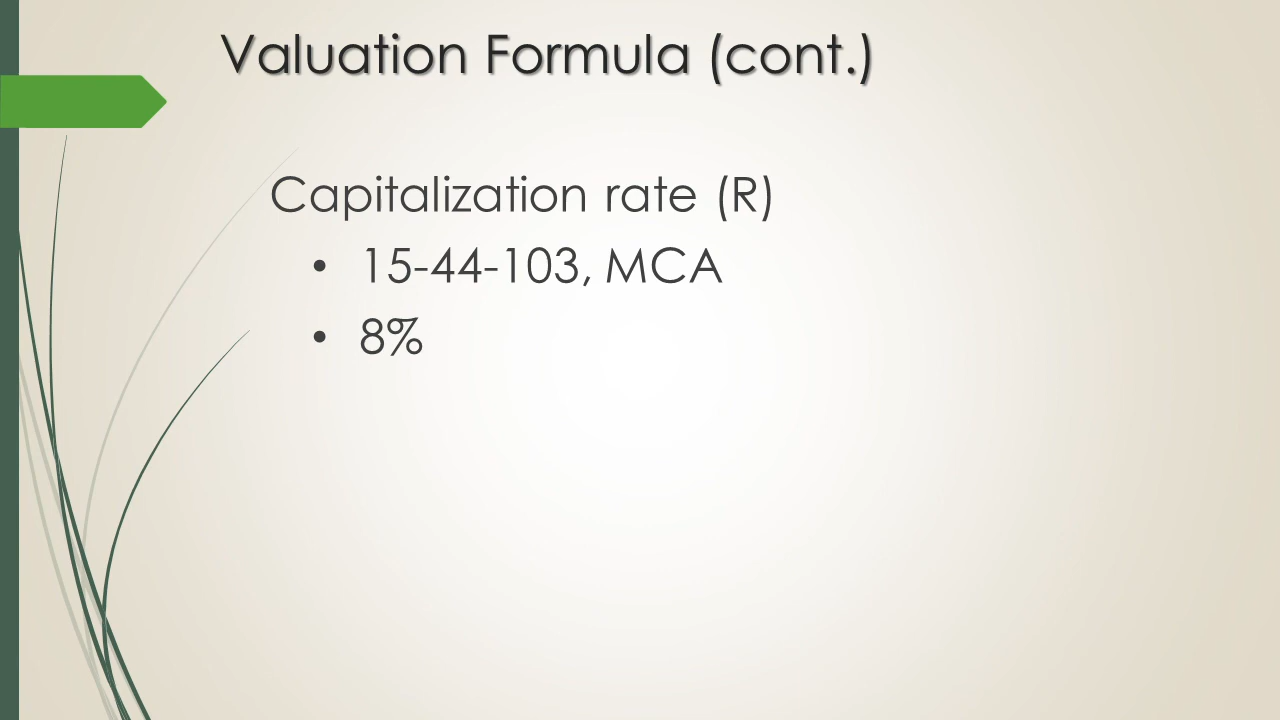 Valuation Formula (cont.)
Capitalization rate (R)
• 15-44-103, MCA
• 8%